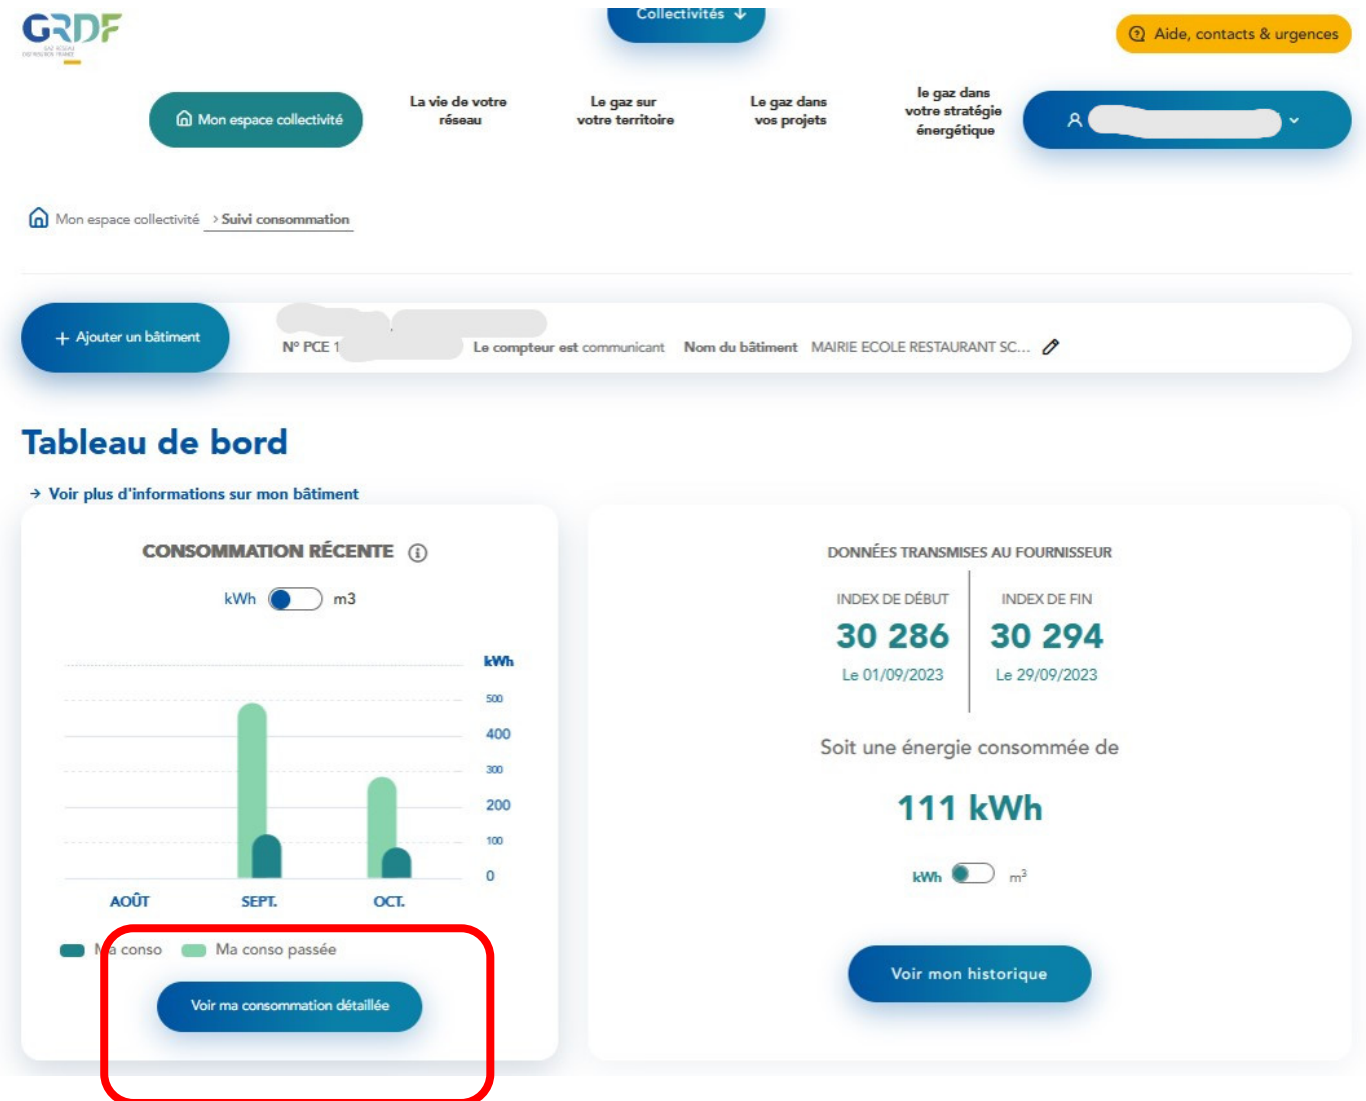 Collectivités ↓
GRDF
GAZ RÉSEAU
DISTRIBUTION FRANCE
Aide, contacts & urgences
Mon espace collectivité
La vie de votre
réseau
Le gaz sur
votre territoire
Le gaz dans
vos projets
le gaz dans
votre stratégie
énergétique
Mon espace collectivité > Suivi consommation
+ Ajouter un bâtiment
N° PCE 1
Le compteur est communicant
Nom du bâtiment MAIRIE ECOLE RESTAURANT SC...
Tableau de bord
→ Voir plus d'informations sur mon bâtiment
CONSOMMATION RÉCENTE
kWh m3
kWh
500
400
300
200
100
0
AOÛT SEPT. OCT.
Ma conso Ma conso passée
Voir ma consommation détaillée
DONNÉES TRANSMISES AU FOURNISSEUR
INDEX DE DÉBUT INDEX DE FIN
30 286 30 294
Le 01/09/2023 Le 29/09/2023
Soit une énergie consommée de
111 kWh
kWh m³
Voir mon historique